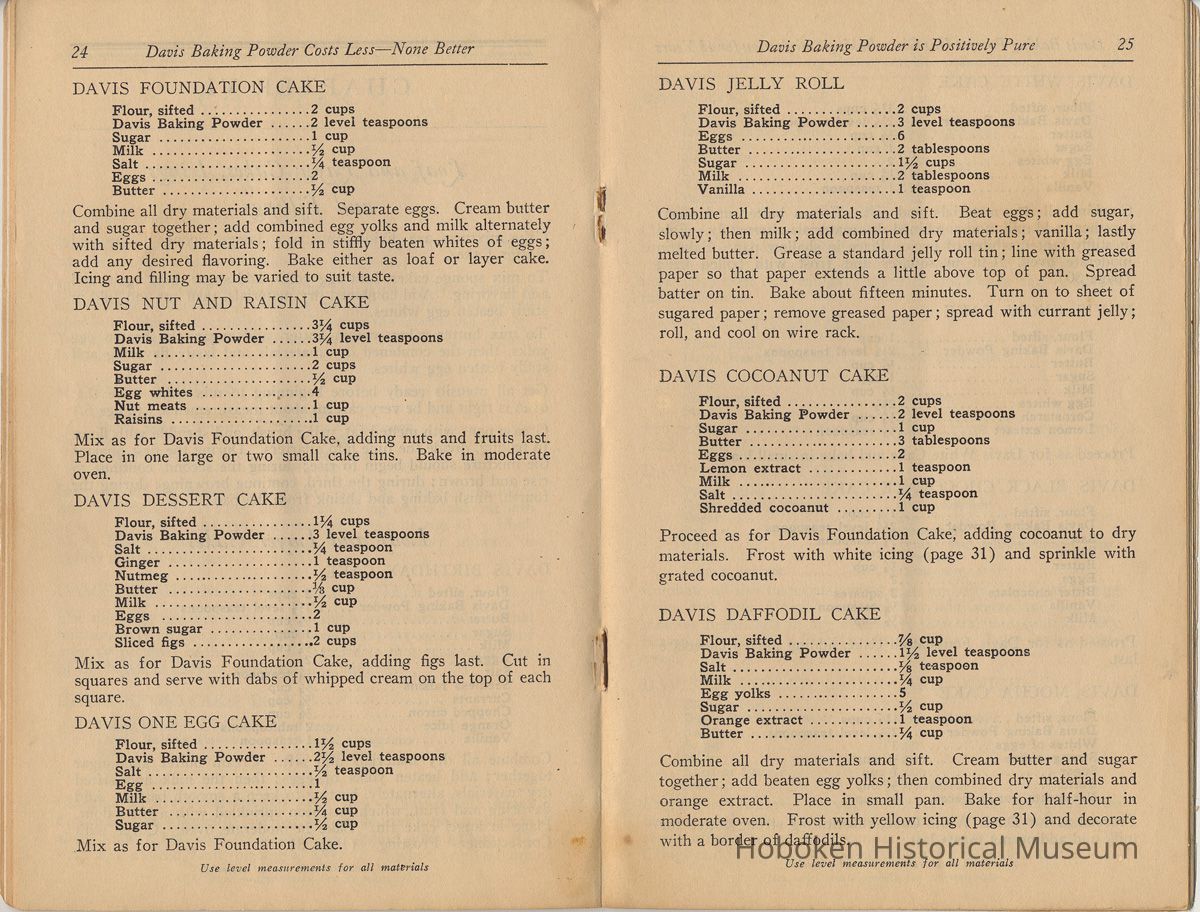 24 Davis Baking Powder Costs Less—None Better
DAVIS FOUNDATION CAKE
Flour, sifted ...............2 cups
Davis Baking Powder ......2 level teaspoons
Sugar ......................1 cup
Milk .......................½ cup
Salt ........................¼ teaspoon
Eggs .......................2
Butter .....................½ cup
Combine all dry materials and sift. Separate eggs. Cream butter
and sugar together; add combined egg yolks and milk alternately
with sifted dry materials; fold in stiffly beaten whites of eggs;
add any desired flavoring. Bake either as loaf or layer cake.
Icing and filling may be varied to suit taste.
DAVIS NUT AND RAISIN CAKE
Flour, sifted ...............3¼ cups
Davis Baking Powder ......3¼ level teaspoons
Milk .......................1 cup
Sugar ......................2 cups
Butter .....................½ cup
Egg whites .................4
Nut meats .................1 cup
Raisins .....................1 cup
Mix as for Davis Foundation Cake, adding nuts and fruits last.
Place in one large or two small cake tins. Bake in moderate
oven.
DAVIS DESSERT CAKE
Flour, sifted ...............1¼ cups
Davis Baking Powder ......3 level teaspoons
Salt ........................¼ teaspoon
Ginger .....................1 teaspoon
Nutmeg ....................½ teaspoon
Butter .....................⅓ cup
Milk .......................½ cup
Eggs .......................2
Brown sugar ...............1 cup
Sliced figs .................2 cups
Mix as for Davis Foundation Cake, adding figs last. Cut in
squares and serve with dabs of whipped cream on the top of each
square.
DAVIS ONE EGG CAKE
Flour, sifted ...............1½ cups
Davis Baking Powder ......2½ level teaspoons
Salt ........................½ teaspoon
Egg ........................1
Milk .......................½ cup
Butter .....................¼ cup
Sugar ......................½ cup
Mix as for Davis Foundation Cake.
Use level measurements for all materials
Davis Baking Powder is Positively Pure 25
DAVIS JELLY ROLL
Flour, sifted ...............2 cups
Davis Baking Powder ......3 level teaspoons
Eggs .......................6
Butter .....................2 tablespoons
Sugar ......................1½ cups
Milk .......................2 tablespoons
Vanilla .....................1 teaspoon
Combine all dry materials and sift. Beat eggs; add sugar,
slowly; then milk; add combined dry materials; vanilla; lastly
melted butter. Grease a standard jelly roll tin; line with greased
paper so that paper extends a little above top of pan. Spread
batter on tin. Bake about fifteen minutes. Turn on to sheet of
sugared paper; remove greased paper; spread with currant jelly;
roll, and cool on wire rack.
DAVIS COCOANUT CAKE
Flour, sifted ...............2 cups
Davis Baking Powder ......2 level teaspoons
Sugar ......................1 cup
Butter .....................3 tablespoons
Eggs .......................2
Lemon extract ............1 teaspoon
Milk .......................1 cup
Salt ........................¼ teaspoon
Shredded cocoanut .........1 cup
Proceed as for Davis Foundation Cake, adding cocoanut to dry
materials. Frost with white icing (page 31) and sprinkle with
grated cocoanut.
DAVIS DAFFODIL CAKE
Flour, sifted ...............⅞ cup
Davis Baking Powder ......1½ level teaspoons
Salt ........................⅛ teaspoon
Milk .......................¼ cup
Egg yolks ..................5
Sugar ......................½ cup
Orange extract ............1 teaspoon
Butter .....................¼ cup
Combine all dry materials and sift. Cream butter and sugar
together; add beaten egg yolks; then combined dry materials and
orange extract. Place in small pan. Bake for half-hour in
moderate oven. Frost with yellow icing (page 31) and decorate
with a border of daffodils.
Hoboken Historical Museum
Use level measurements for all materials